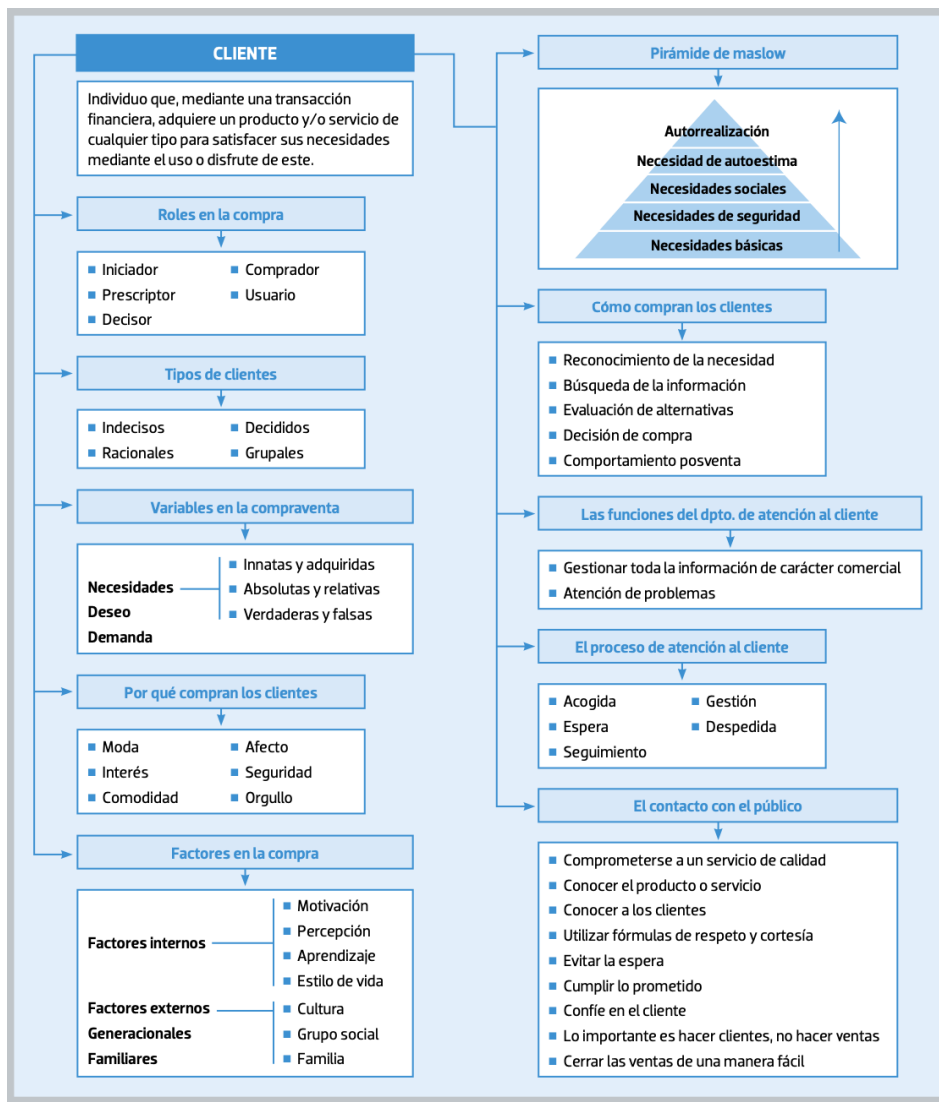 CLIENTE
Individuo que, mediante una transacción
financiera, adquiere un producto y/o servicio de
cualquier tipo para satisfacer sus necesidades
mediante el uso o disfrute de este.
Roles en la compra
Iniciador
Prescriptor
Decisor
Comprador
Usuario
Tipos de clientes
Indecisos
Racionales
Decididos
Grupales
Variables en la compraventa
Necesidades
Deseo
Demanda
Innatas y adquiridas
Absolutas y relativas
Verdaderas y falsas
Por qué compran los clientes
Moda
Interés
Comodidad
Afecto
Seguridad
Orgullo
Factores en la compra
Factores internos
Motivación
Percepción
Aprendizaje
Estilo de vida
Factores externos
Generacionales
Familiares
Cultura
Grupo social
Familia
Pirámide de maslow
Autorrealización
Necesidad de autoestima
Necesidades sociales
Necesidades de seguridad
Necesidades básicas
Cómo compran los clientes
Reconocimiento de la necesidad
Búsqueda de la información
Evaluación de alternativas
Decisión de compra
Comportamiento posventa
Las funciones del dpto. de atención al cliente
Gestionar toda la información de carácter comercial
Atención de problemas
El proceso de atención al cliente
Acogida
Espera
Seguimiento
Gestión
Despedida
El contacto con el público
Comprometerse a un servicio de calidad
Conocer el producto o servicio
Conocer a los clientes
Utilizar fórmulas de respeto y cortesía
Evitar la espera
Cumplir lo prometido
Confíe en el cliente
Lo importante es hacer clientes, no hacer ventas
Cerrar las ventas de una manera fácil